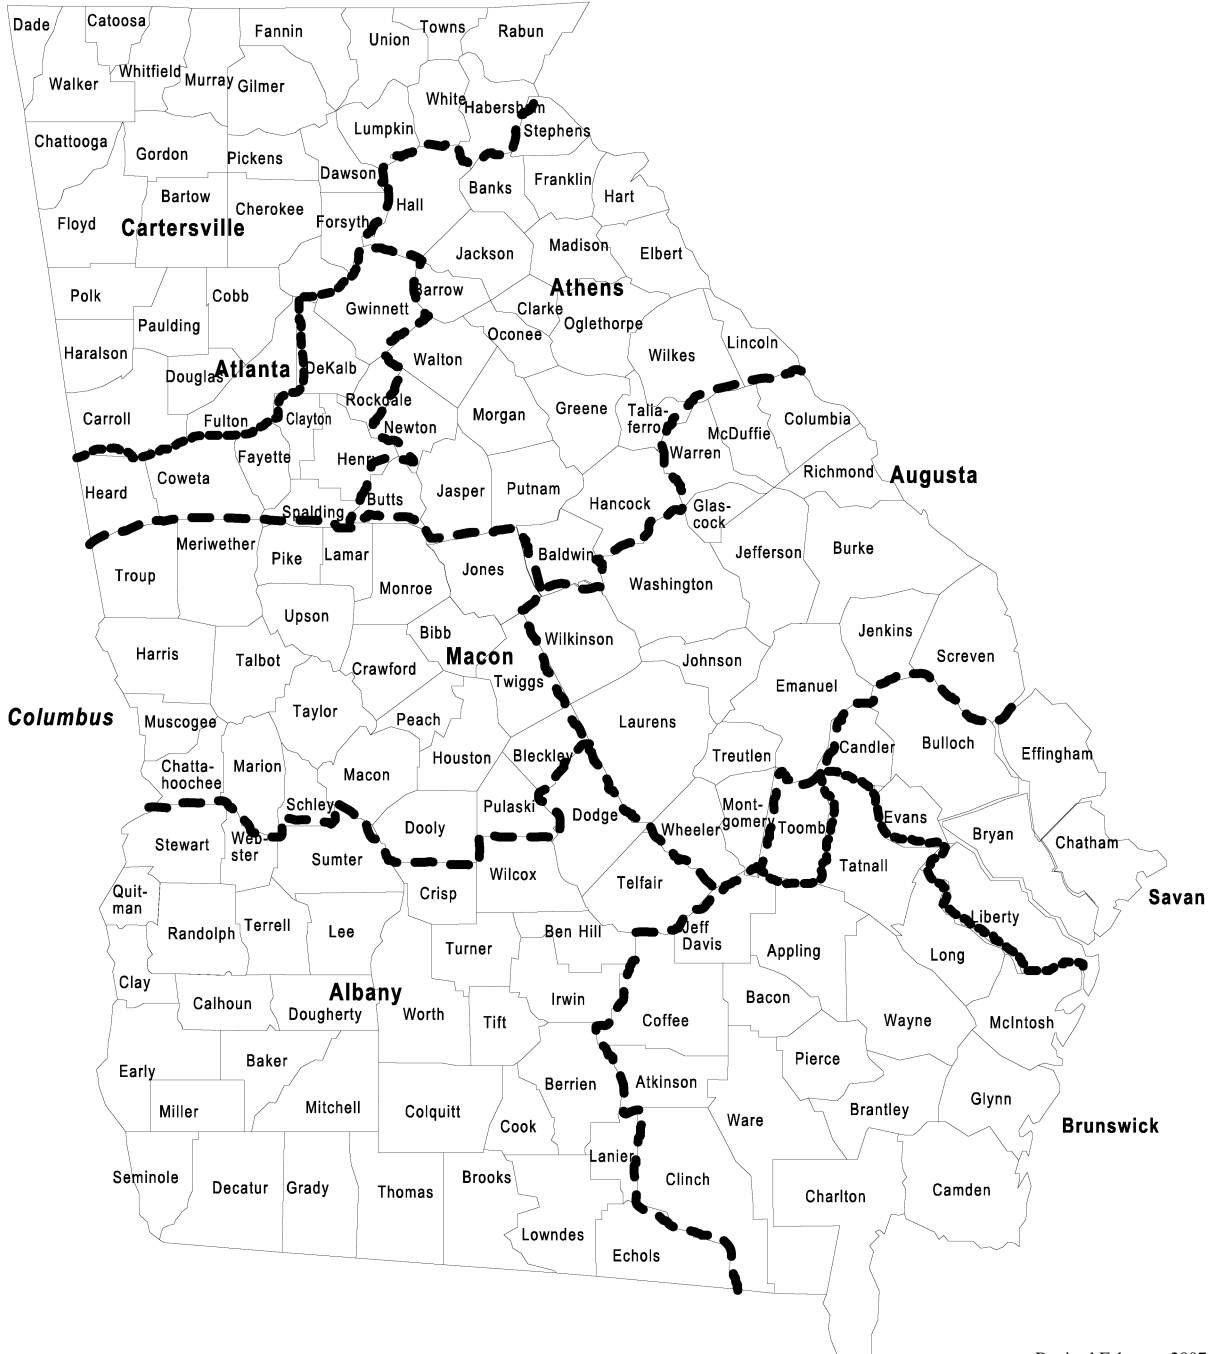 Dade
Catoosa
Fannin
Union
Towns
Rabun
Walker
Whitfield
Murray
Gilmer
White
Habersham
Chattooga
Gordon
Pickens
Lumpkin
Stephens
Dawson
Banks
Franklin
Hart
Bartow
Cherokee
Forsyth
Hall
Floyd
Cartersville
Jackson
Madison
Elbert
Polk
Cobb
Barrow
Athens
Paulding
Gwinnett
Clarke
Oglethorpe
Oconee
Haralson
Walton
Wilkes
Lincoln
Douglas
Atlanta
DeKalb
Rockdale
Carroll
Fulton
Clayton
Newton
Morgan
Greene
Talia-
ferro
McDuffie
Columbia
Warren
Fayette
Henry
Heard
Coweta
Butts
Jasper
Putnam
Hancock
Richmond
Augusta
Spalding
Glas-
cock
Meriwether
Pike
Lamar
Baldwin
Jefferson
Burke
Troup
Monroe
Jones
Washington
Upson
Bibb
Wilkinson
Jenkins
Harris
Talbot
Crawford
Macon
Johnson
Screven
Twiggs
Emanuel
Columbus
Muscogee
Taylor
Peach
Laurens
Chatta-
hoochee
Marion
Macon
Houston
Bleckley
Treutlen
Candler
Bulloch
Effingham
Schley
Pulaski
Dodge
Mont-
gomery
Toomb
Evans
Stewart
Web-
ster
Sumter
Dooly
Wheeler
Bryan
Chatham
Wilcox
Tatnall
Quit-
man
Crisp
Telfair
Savan
Randolph
Terrell
Lee
Ben Hill
Jeff
Davis
Liberty
Turner
Appling
Long
Clay
Calhoun
Albany
Dougherty
Worth
Irwin
Bacon
Tift
Coffee
Wayne
McIntosh
Early
Baker
Pierce
Berrien
Atkinson
Miller
Mitchell
Colquitt
Cook
Ware
Brantley
Glynn
Brunswick
Seminole
Decatur
Grady
Thomas
Brooks
Lanier
Clinch
Charlton
Camden
Lowndes
Echols